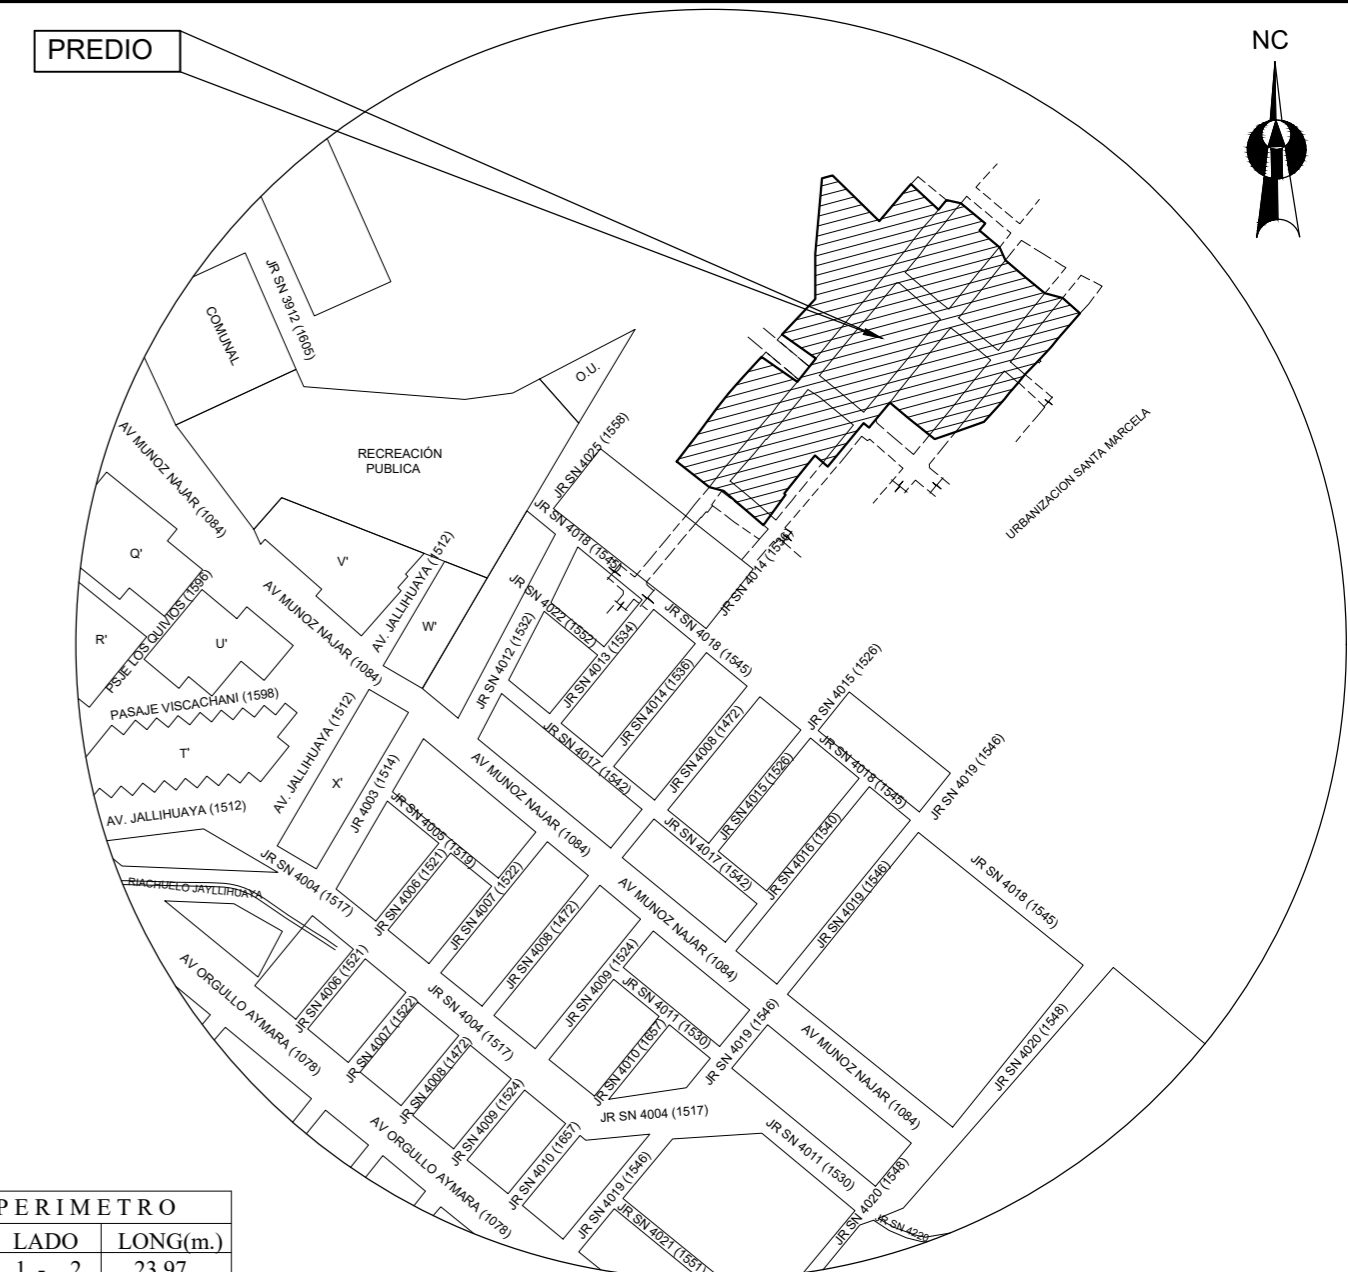 PREDIO
NC
JR SN 3912 (1605)
COMUNAL
O.U.
RECREACIÓN
PUBLICA
AV MUNOZ NAJAR (1084)
JR SN 4025 (1558)
JR SN 4018 (1545)
URBANIZACION SANTA MARCELA
Q'
V'
AV. JALLIHUAYA (1512)
JR SN 4014 (1536)
JR SN 4022 (1552)
AV MUNOZ NAJAR (1084)
W'
R'
PSJE LOS QUIVIOS (1596)
U'
JR SN 4012 (1532)
JR SN 4013 (1534)
JR SN 4018 (1545)
JR SN 4014 (1536)
JR SN 4015 (1526)
PASAJE VISCACHANI (1598)
T'
AV. JALLIHUAYA (1512)
X'
JR 4003 (1514)
JR SN 4017 (1542)
JR SN 4008 (1472)
JR SN 4015 (1526)
JR SN 4018 (1545)
JR SN 4019 (1546)
AV MUNOZ NAJAR (1084)
AV. JALLIHUAYA (1512)
JR SN 4005 (1519)
JR SN 4017 (1542)
JR SN 4016 (1540)
JR SN 4004 (1517)
RIACHUELO JAYLLIHUAYA
JR SN 4006 (1521)
JR SN 4007 (1522)
JR SN 4008 (1472)
AV MUNOZ NAJAR (1084)
JR SN 4019 (1546)
JR SN 4018 (1545)
JR SN 4006 (1521)
AV ORGULLO AYMARA (1078)
JR SN 4007 (1522)
JR SN 4004 (1517)
JR SN 4009 (1524)
JR SN 4011 (1530)
JR SN 4010 (1657)
JR SN 4019 (1546)
AV MUNOZ NAJAR (1084)
JR SN 4020 (1548)
JR SN 4008 (1472)
JR SN 4009 (1524)
JR SN 4004 (1517)
JR SN 4011 (1530)
AV ORGULLO AYMARA (1078)
JR SN 4010 (1657)
JR SN 4019 (1546)
JR SN 4020 (1548)
JR SN 4021 (1551)
JR SN 4220
PERIMETRO
LADO LONG(m.)
1 - 2 23.97